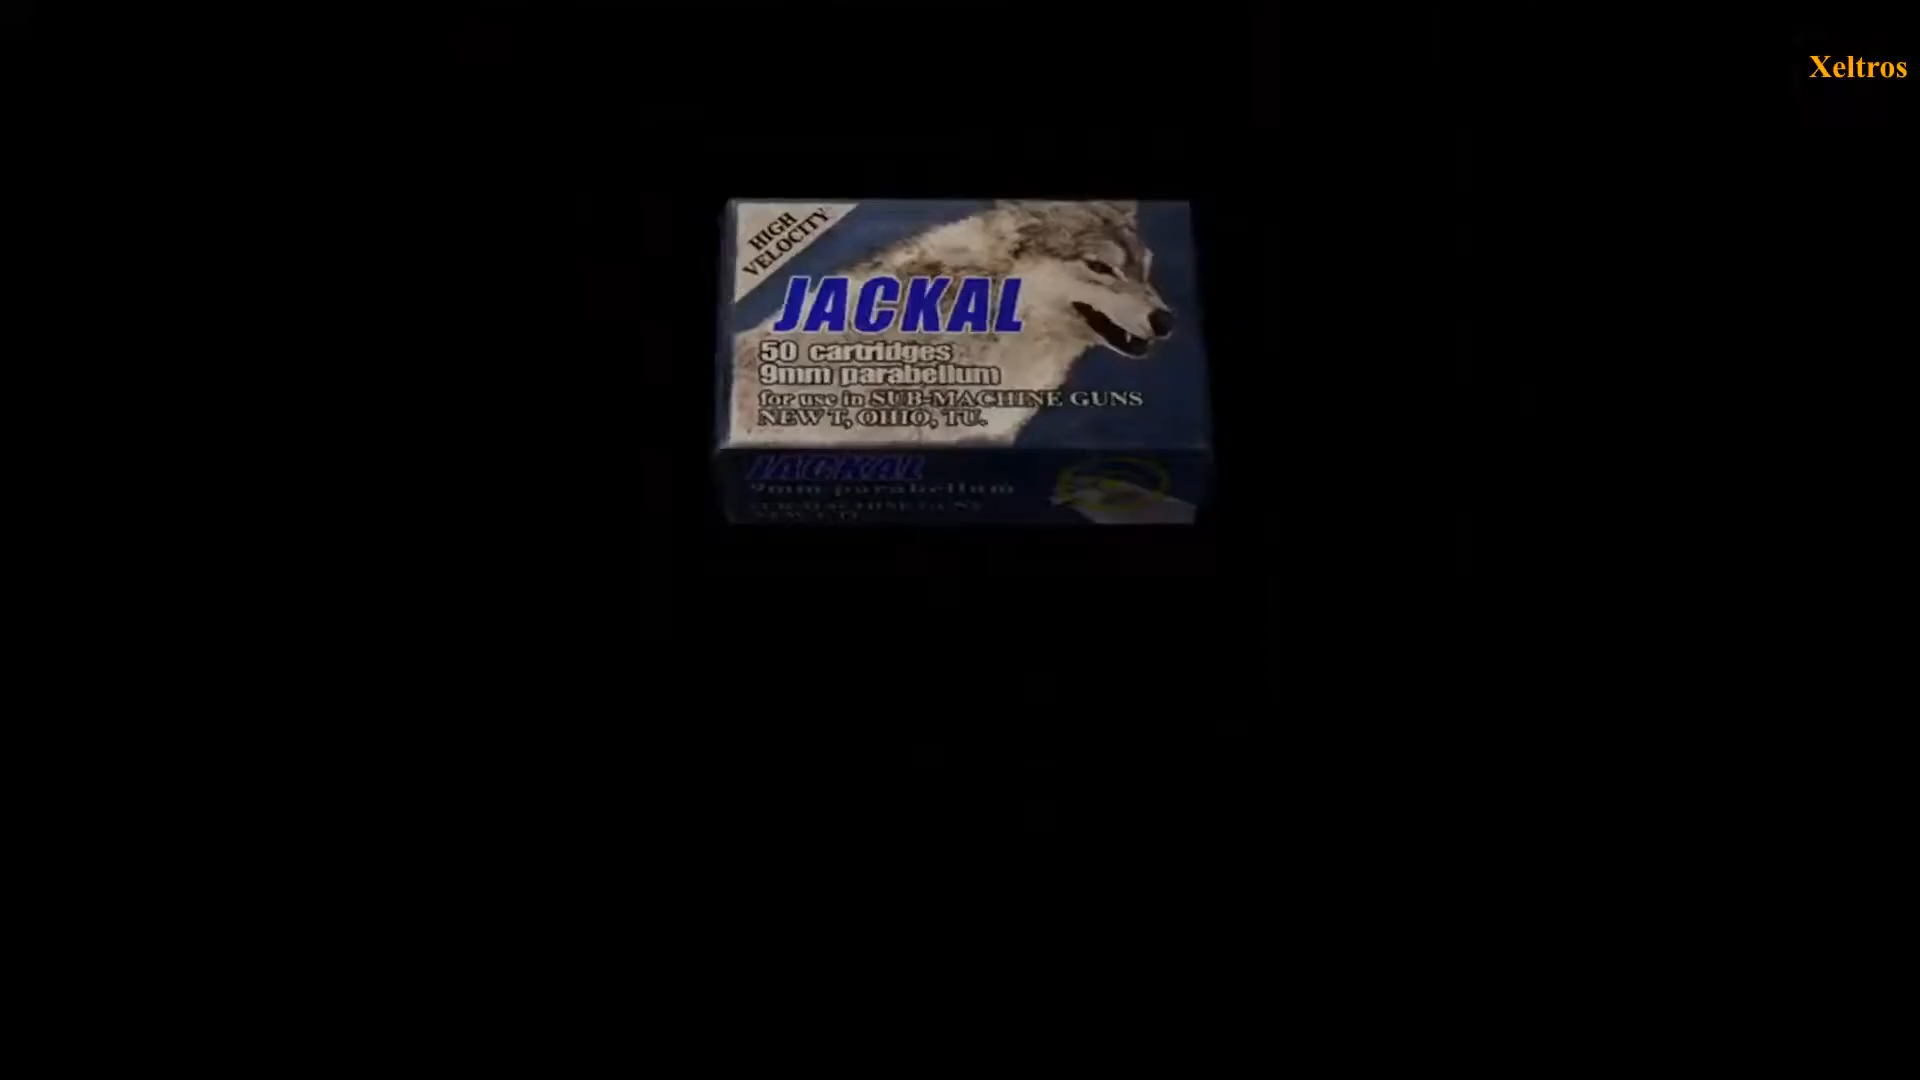 Xeltros
HIGH
VELOCITY
JACKAL
50 cartridges
9mm parabellum
for use in SUB-MACHINE GUNS
NEW T, OHIO, TU.
JACKAL
9mm parabellum